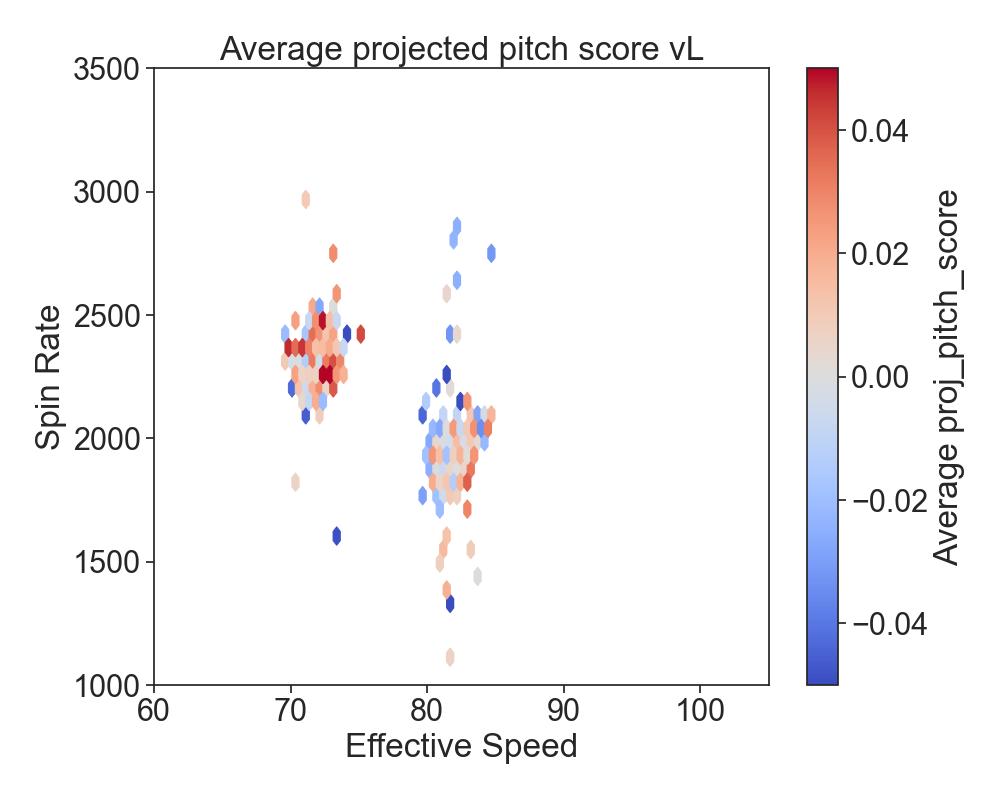 Average projected pitch score vL
3500
3000
2500
2000
1500
1000
Spin Rate
60 70 80 90 100
Effective Speed
0.04
0.02
0.00
−0.02
−0.04
Average proj_pitch_score